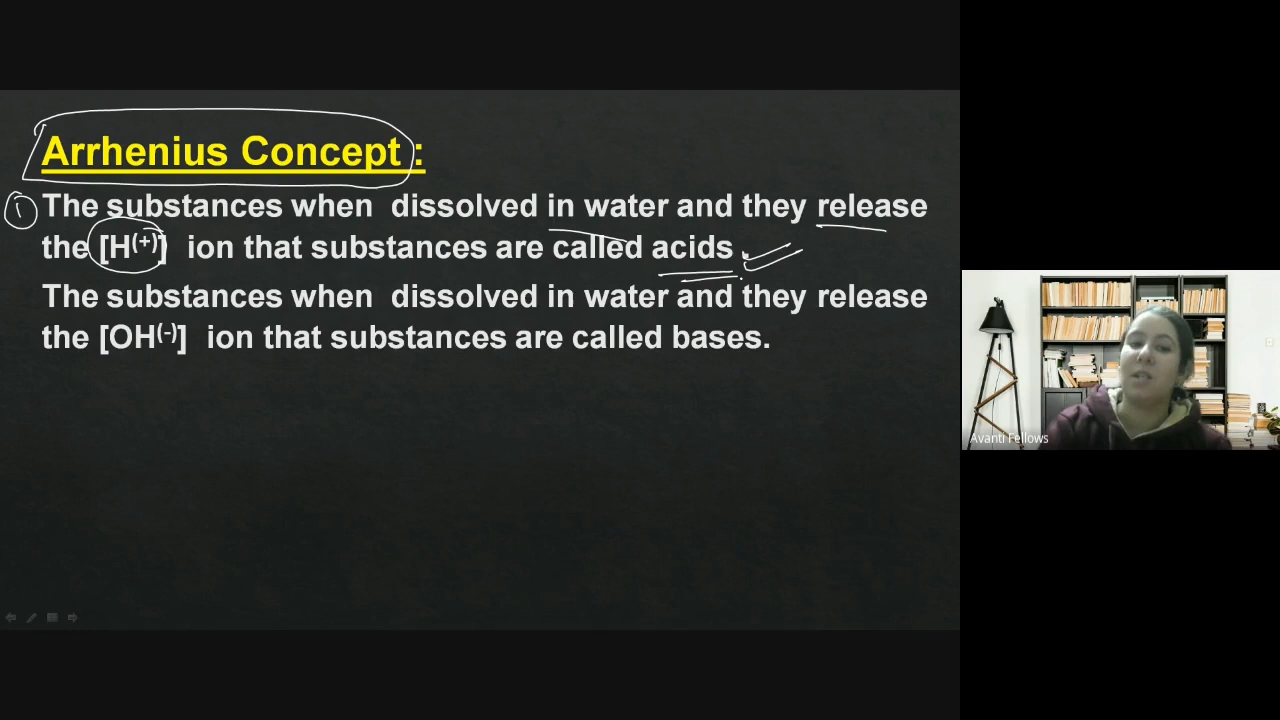 Arrhenius Concept :
① The substances when dissolved in water and they release
the [H(+)] ion that substances are called acids .
The substances when dissolved in water and they release
the [OH(-)] ion that substances are called bases.
Avanti Fellows